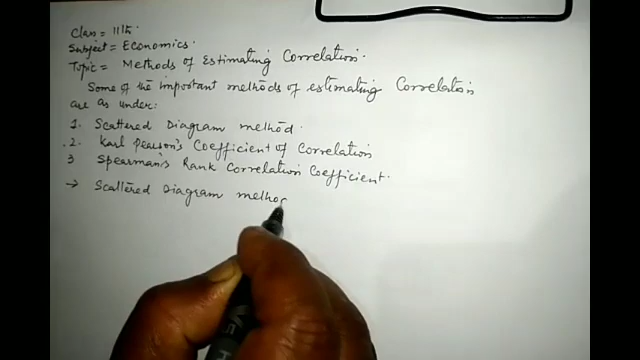 Class = 11th
Subject = Economics.
Topic = Methods of Estimating Correlation.
Some of the important methods of estimating Correlation
are as under:
1. Scattered Diagram method.
2. Karl Pearson's Coefficient of Correlation
3 Spearman's Rank Correlation Coefficient.
→ Scattered Diagram metho